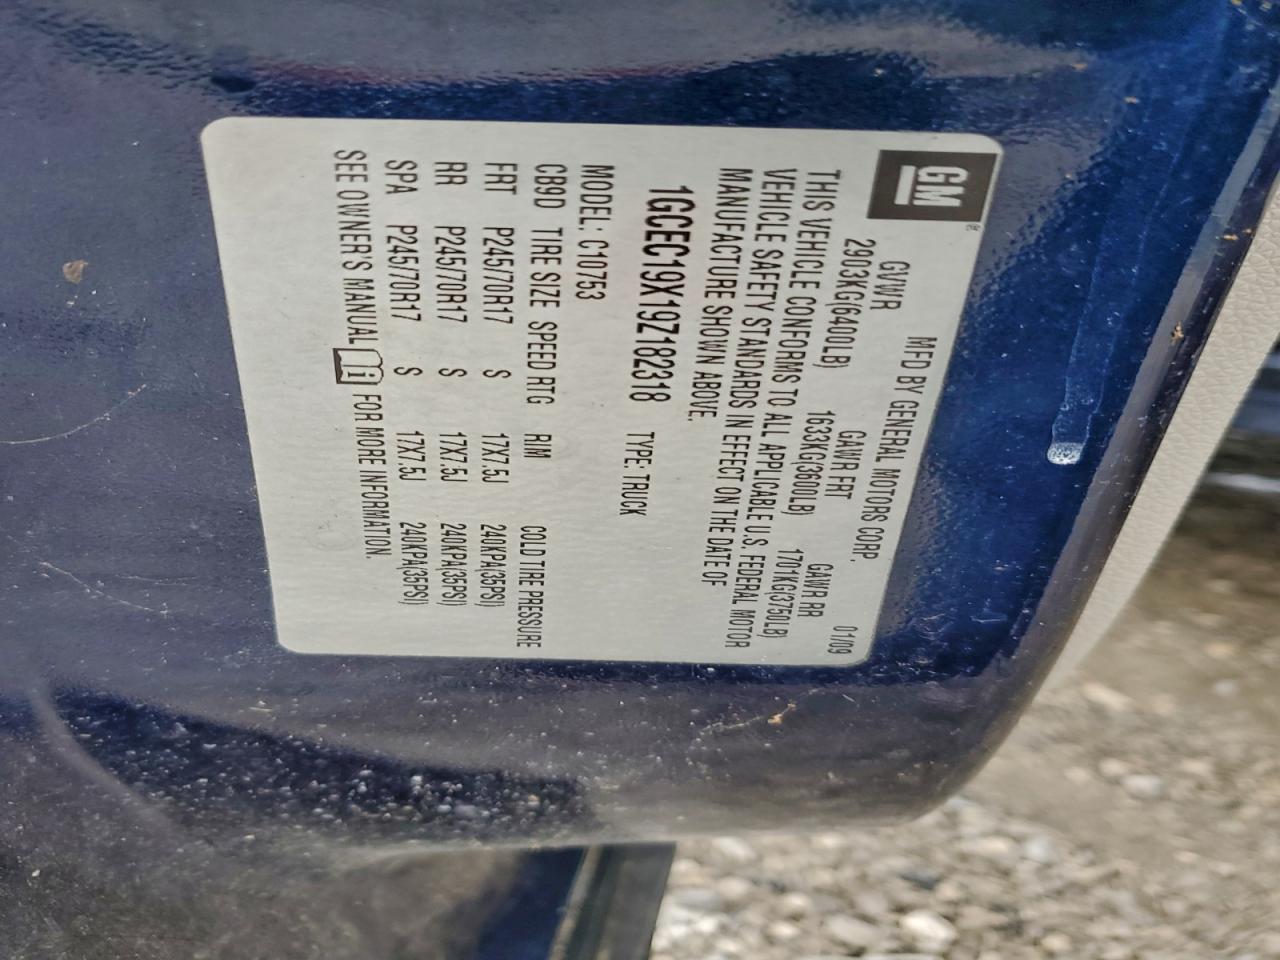 GM
MFD BY GENERAL MOTORS CORP. 01/09
GVWR GAWR FRT GAWR RR
2903KG(6400LB) 1633KG(3600LB) 1701KG(3750LB)
THIS VEHICLE CONFORMS TO ALL APPLICABLE U.S. FEDERAL MOTOR
VEHICLE SAFETY STANDARDS IN EFFECT ON THE DATE OF
MANUFACTURE SHOWN ABOVE.
1GCEC19X19Z182318 TYPE: TRUCK
MODEL: C10753
CB9D TIRE SIZE SPEED RTG RIM COLD TIRE PRESSURE
FRT P245/70R17 S 17X7.5J 240KPA(35PSI)
RR P245/70R17 S 17X7.5J 240KPA(35PSI)
SPA P245/70R17 S 17X7.5J 240KPA(35PSI)
SEE OWNER'S MANUAL i FOR MORE INFORMATION.